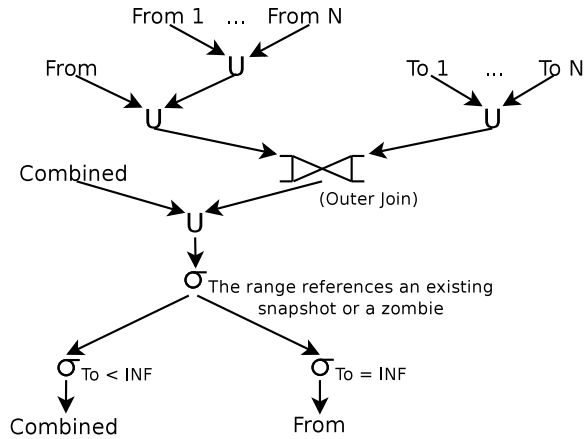 From 1 ... From N
From
U
To 1 ... To N
U
U
Combined
(Outer Join)
U
σ The range references an existing
snapshot or a zombie
σ To < INF
σ To = INF
Combined
From